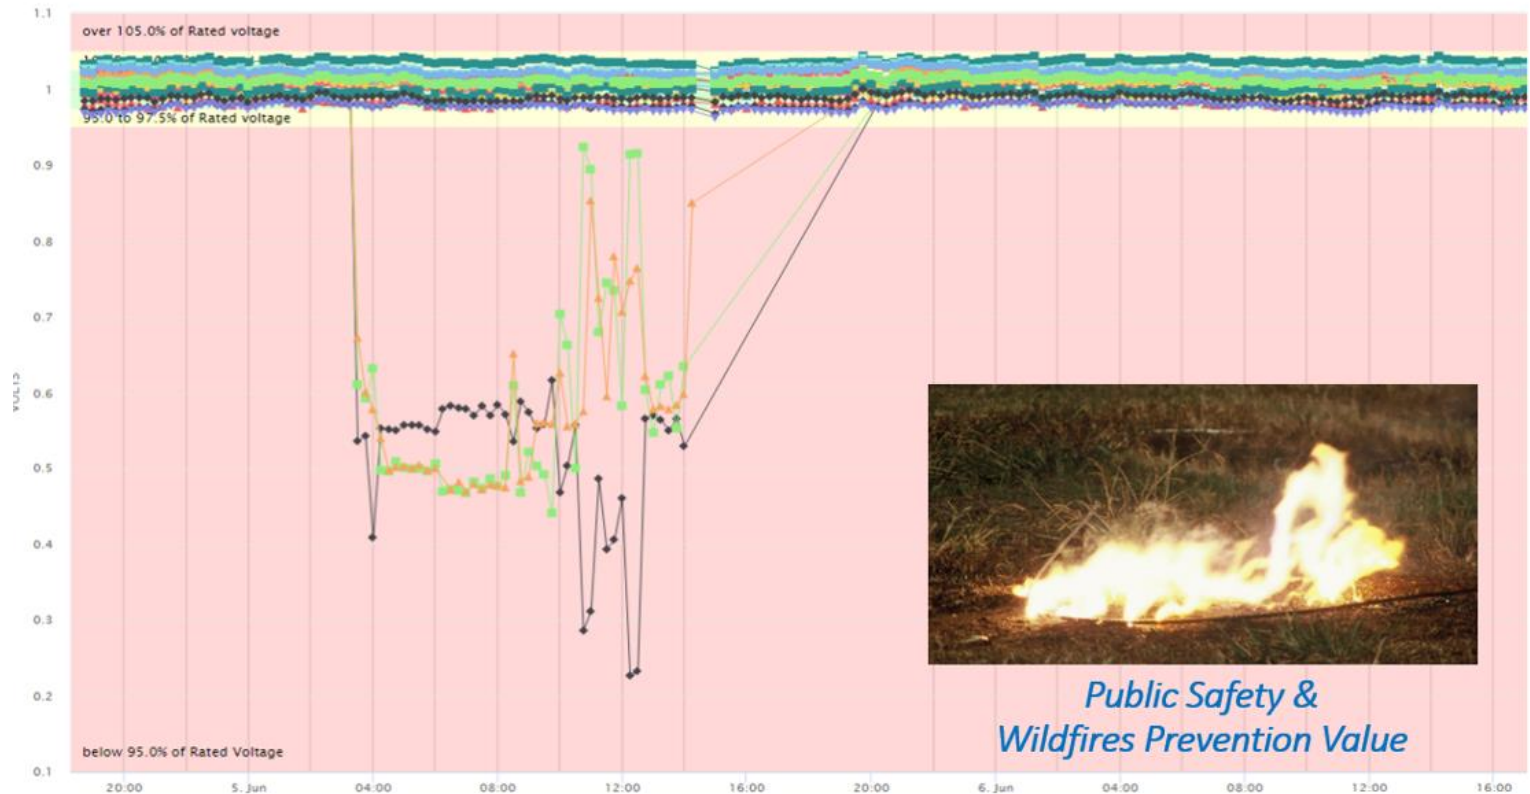 1.1
over 105.0% of Rated voltage
1
95.0 to 97.5% of Rated voltage
0.9
0.8
0.7
0.6
0.5
0.4
0.3
0.2
below 95.0% of Rated Voltage
0.1
VOLTS
20:00 5. Jun 04:00 08:00 12:00 16:00 20:00 6. Jun 04:00 08:00 12:00 16:00
Public Safety &
Wildfires Prevention Value